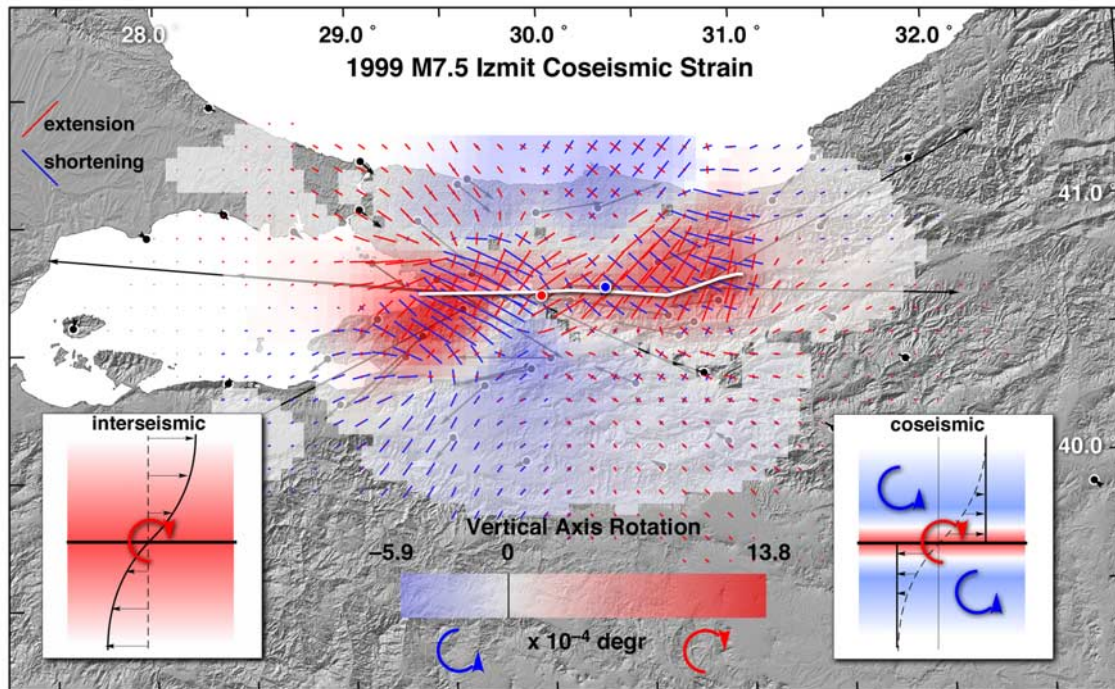 28.0 °
29.0 °
30.0 °
31.0 °
32.0 °
1999 M7.5 Izmit Coseismic Strain
extension
shortening
41.0
40.0
interseismic
coseismic
Vertical Axis Rotation
−5.9
0
13.8
x 10⁻⁴ degr